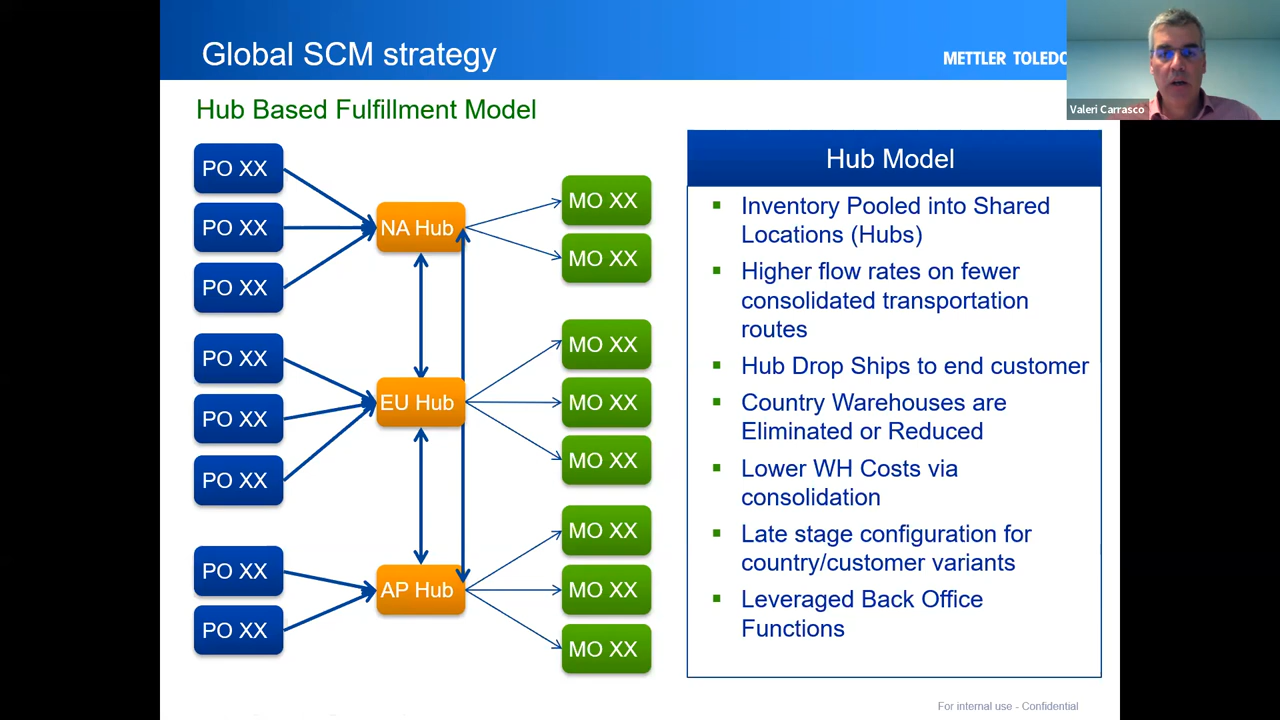 Global SCM strategy
METTLER TOLEDO
Valeri Carrasco
Hub Based Fulfillment Model
PO XX
PO XX
PO XX
PO XX
PO XX
PO XX
PO XX
PO XX
NA Hub
EU Hub
AP Hub
MO XX
MO XX
MO XX
MO XX
MO XX
MO XX
MO XX
MO XX
Hub Model
Inventory Pooled into Shared
Locations (Hubs)
Higher flow rates on fewer
consolidated transportation
routes
Hub Drop Ships to end customer
Country Warehouses are
Eliminated or Reduced
Lower WH Costs via
consolidation
Late stage configuration for
country/customer variants
Leveraged Back Office
Functions
For internal use - Confidential